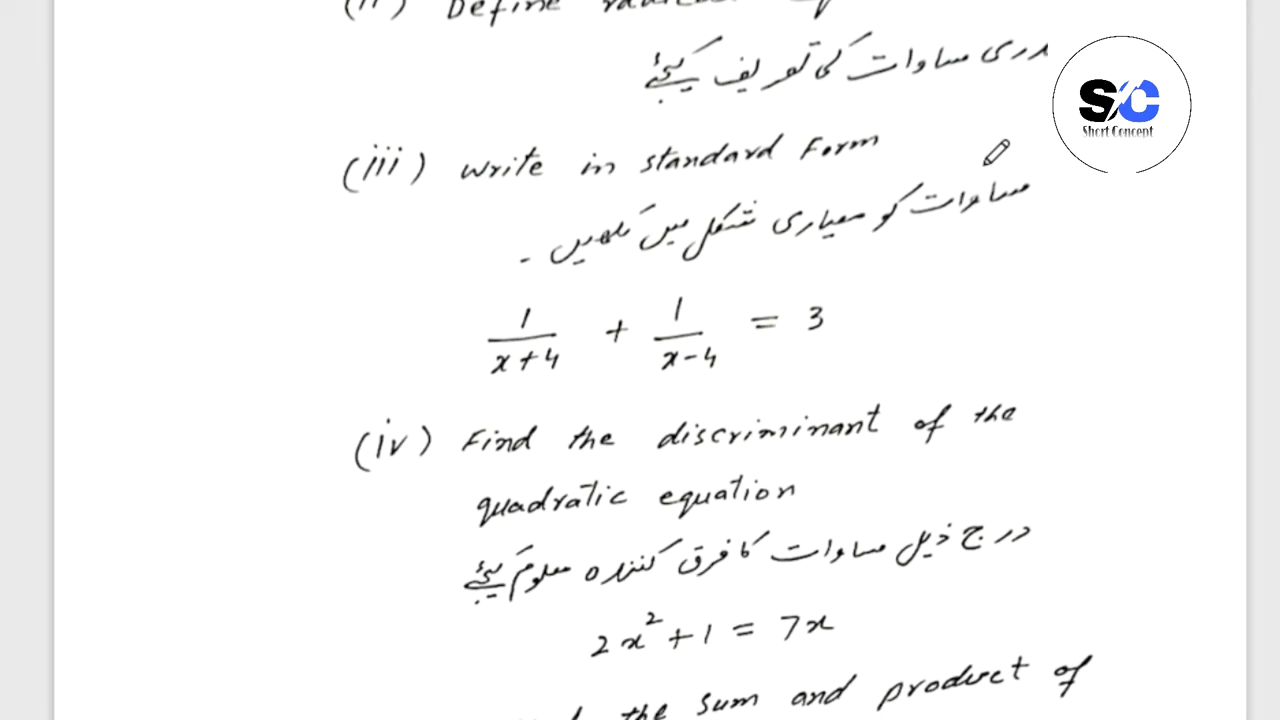 (ii) Define
مساوات کی تعریف کیجئے
SC
Short Concept
(iii) Write in standard Form
مساوات کو معیاری شکل میں لکھیں ۔
1/(x+4) + 1/(x-4) = 3
(iv) Find the discriminant of the
quadratic equation
درج ذیل مساوات کا فرق کنندہ معلوم کیجئے
2x² + 1 = 7x
the sum and product of